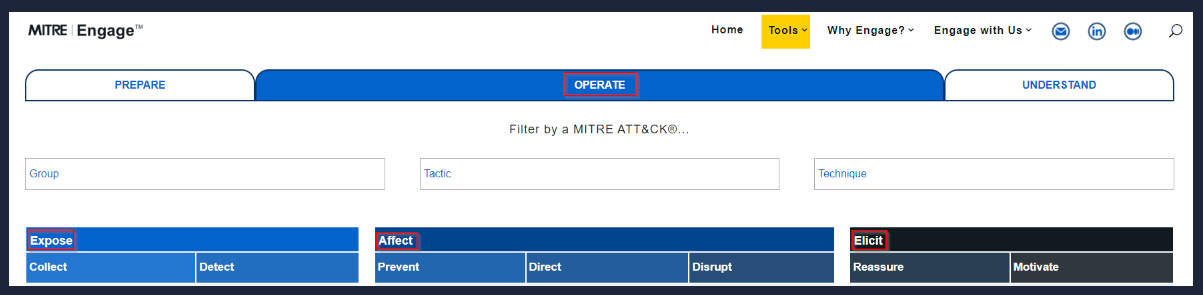 MITRE | Engage™ Home Tools Why Engage? Engage with Us
PREPARE OPERATE UNDERSTAND
Filter by a MITRE ATT&CK®...
Group Tactic Technique
Expose Affect Elicit
Collect Detect Prevent Direct Disrupt Reassure Motivate